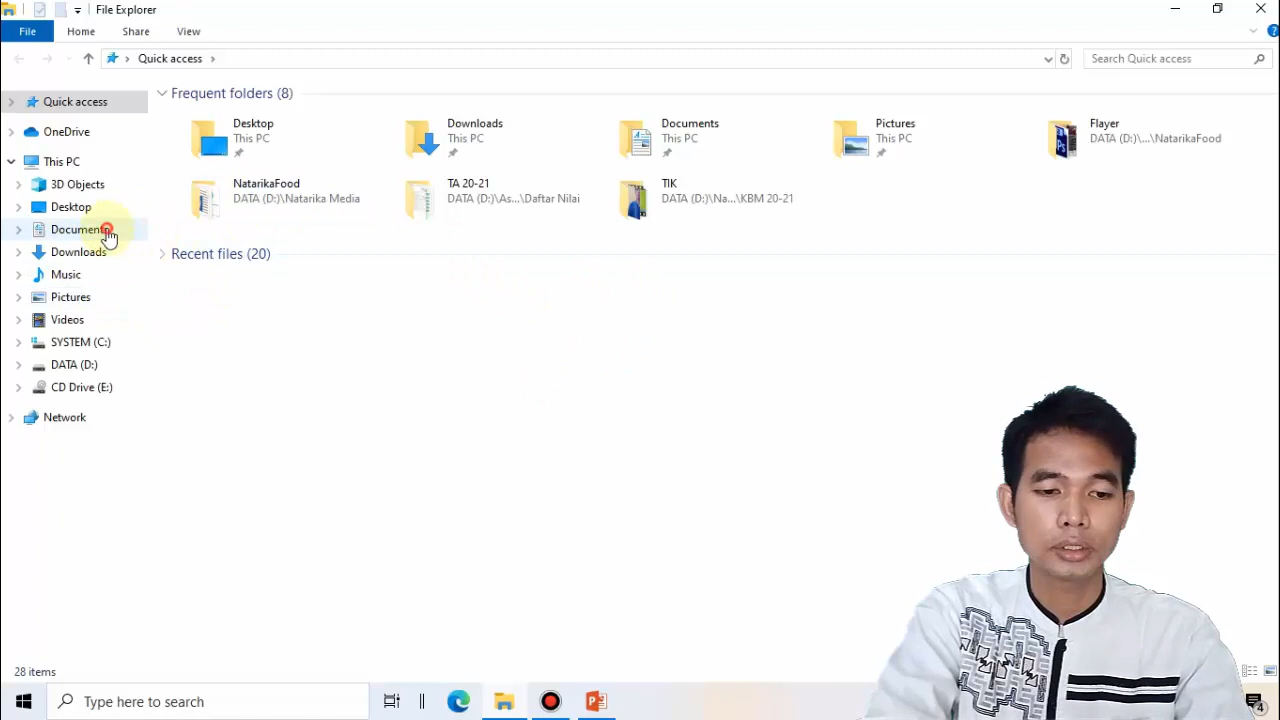 File Explorer
File Home Share View
Quick access
Search Quick access
Quick access
OneDrive
This PC
3D Objects
Desktop
Documents
Downloads
Music
Pictures
Videos
SYSTEM (C:)
DATA (D:)
CD Drive (E:)
Network
Frequent folders (8)
Desktop
This PC
Downloads
This PC
Documents
This PC
Pictures
This PC
Flayer
DATA (D:)\...\NatarikaFood
NatarikaFood
DATA (D:)\Natarika Media
TA 20-21
DATA (D:)\As...\Daftar Nilai
TIK
DATA (D:)\Na...\KBM 20-21
Recent files (20)
28 items
Type here to search
4